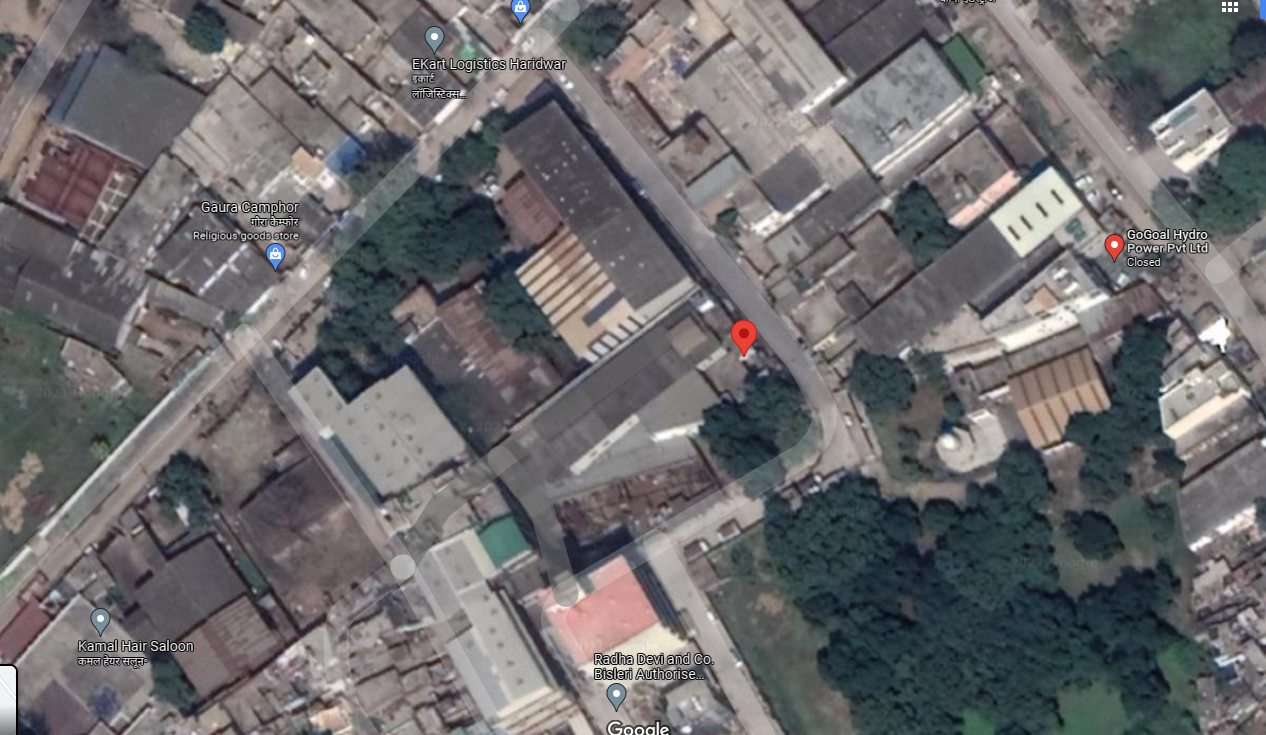 EKart Logistics Haridwar
इकार्ट
लॉजिस्टिक्स...
Gaura Camphor
गौरा कैम्फोर
Religious goods store
GoGoal Hydro
Power Pvt Ltd
Closed
Kamal Hair Saloon
कमल हेयर सलून
Radha Devi and Co.
Bisleri Authorise...
Google